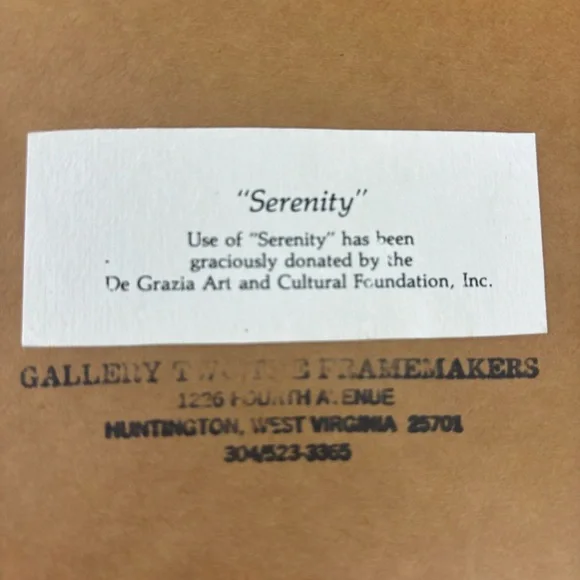 "Serenity"
Use of "Serenity" has been
graciously donated by the
De Grazia Art and Cultural Foundation, Inc.
GALLERY FRAMEMAKERS
1226 FOURTH AVENUE
HUNTINGTON, WEST VIRGINIA 25701
304/523-3365